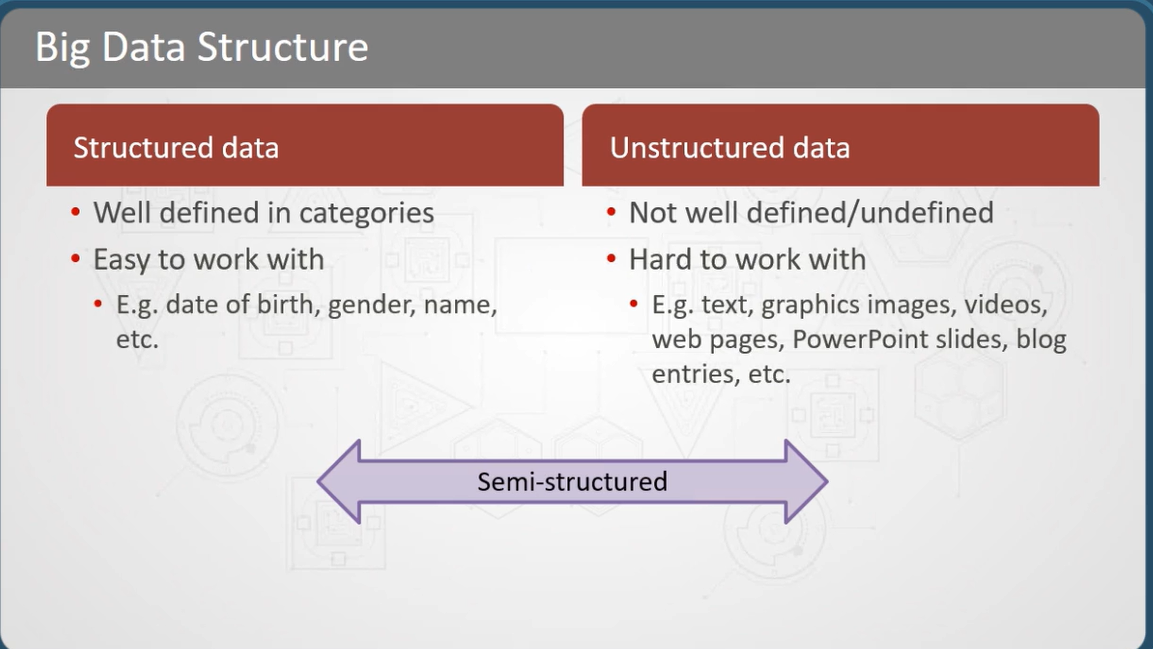 Big Data Structure
Structured data
• Well defined in categories
• Easy to work with
• E.g. date of birth, gender, name,
etc.
Unstructured data
• Not well defined/undefined
• Hard to work with
• E.g. text, graphics images, videos,
web pages, PowerPoint slides, blog
entries, etc.
Semi-structured